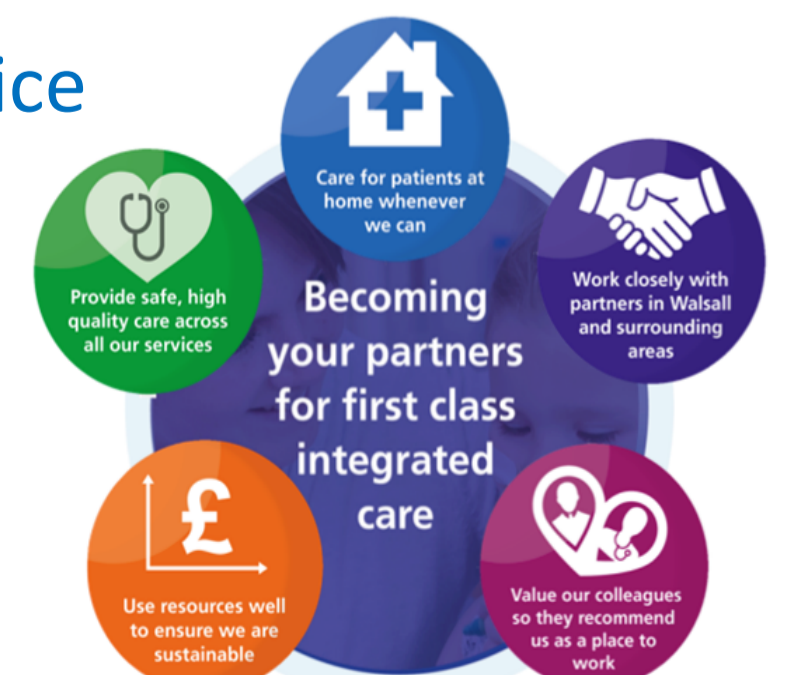 ice
Care for patients at
home whenever
we can
Provide safe, high
quality care across
all our services
Work closely with
partners in Walsall
and surrounding
areas
Becoming
your partners
for first class
integrated
care
£
Use resources well
to ensure we are
sustainable
Value our colleagues
so they recommend
us as a place to
work